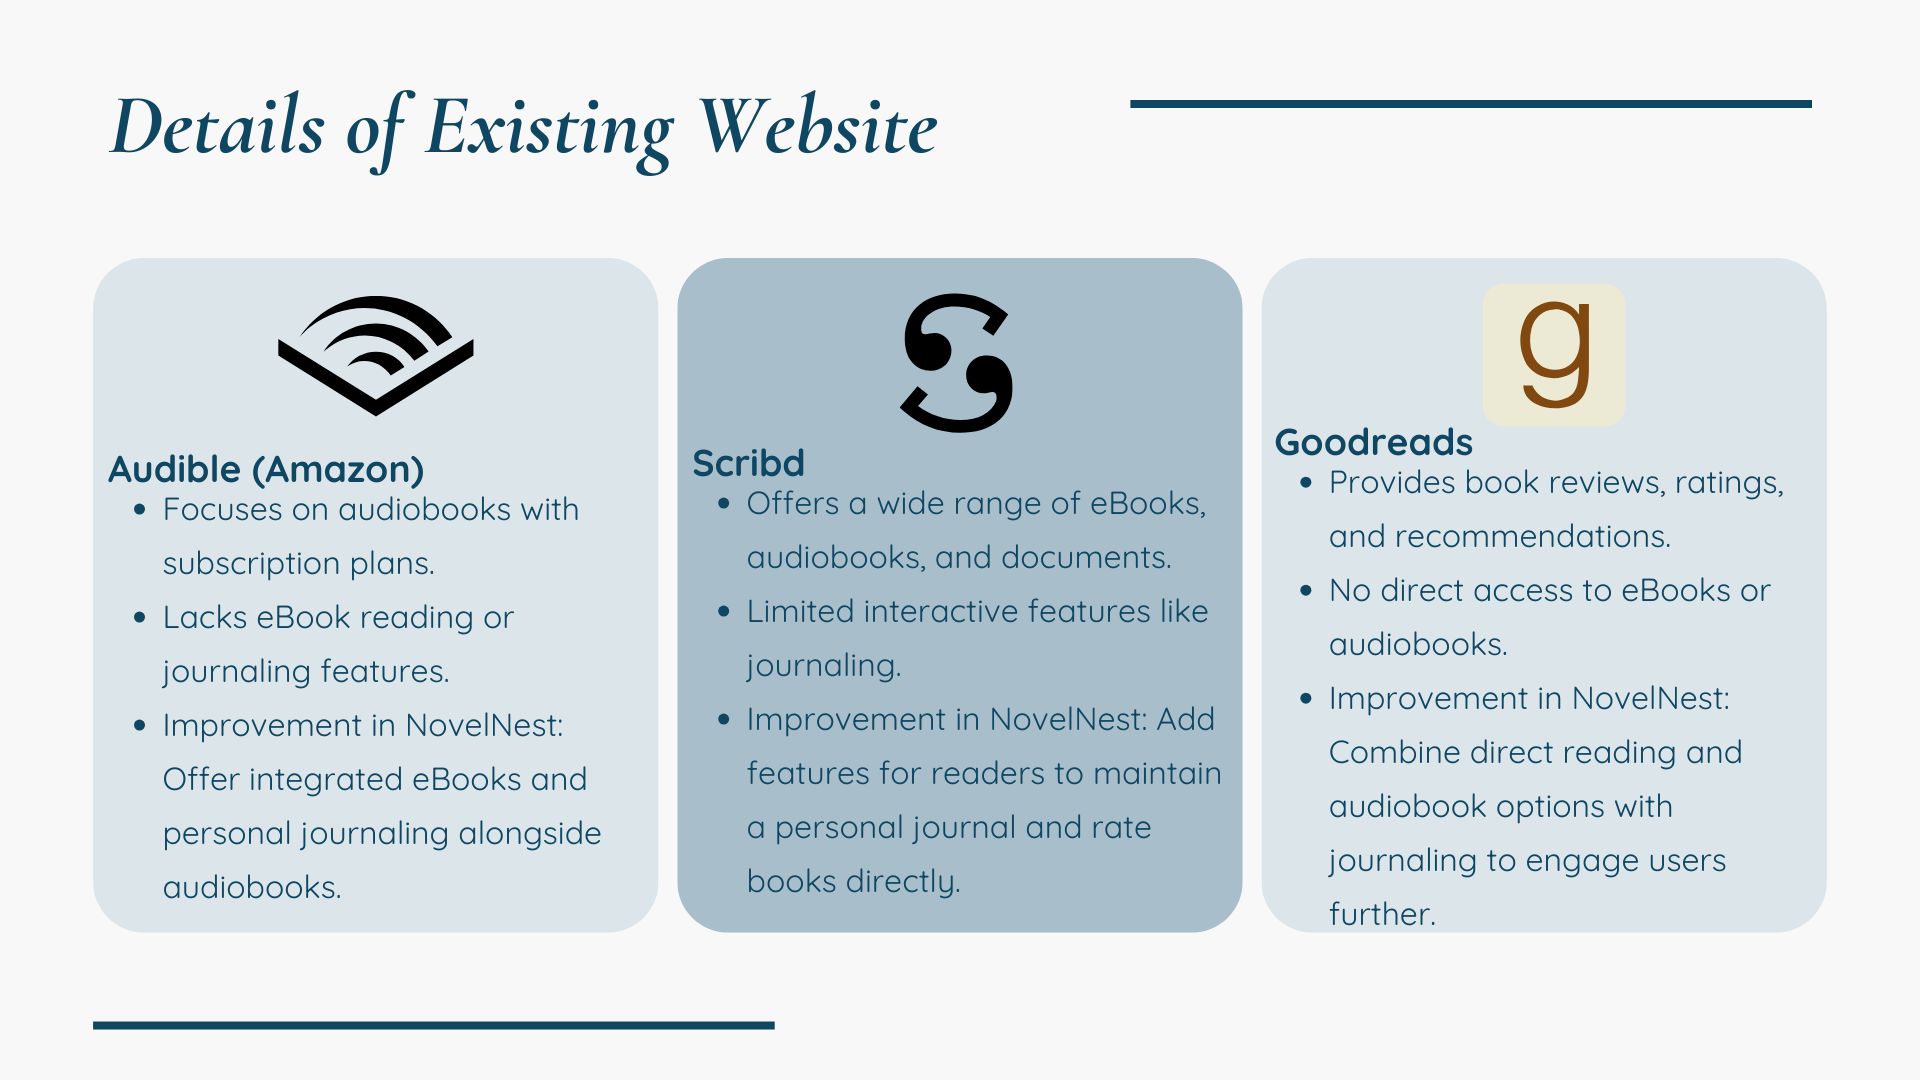 Details of Existing Website
g
Audible (Amazon)
• Focuses on audiobooks with
subscription plans.
• Lacks eBook reading or
journaling features.
• Improvement in NovelNest:
Offer integrated eBooks and
personal journaling alongside
audiobooks.
Scribd
• Offers a wide range of eBooks,
audiobooks, and documents.
• Limited interactive features like
journaling.
• Improvement in NovelNest: Add
features for readers to maintain
a personal journal and rate
books directly.
Goodreads
• Provides book reviews, ratings,
and recommendations.
• No direct access to eBooks or
audiobooks.
• Improvement in NovelNest:
Combine direct reading and
audiobook options with
journaling to engage users
further.